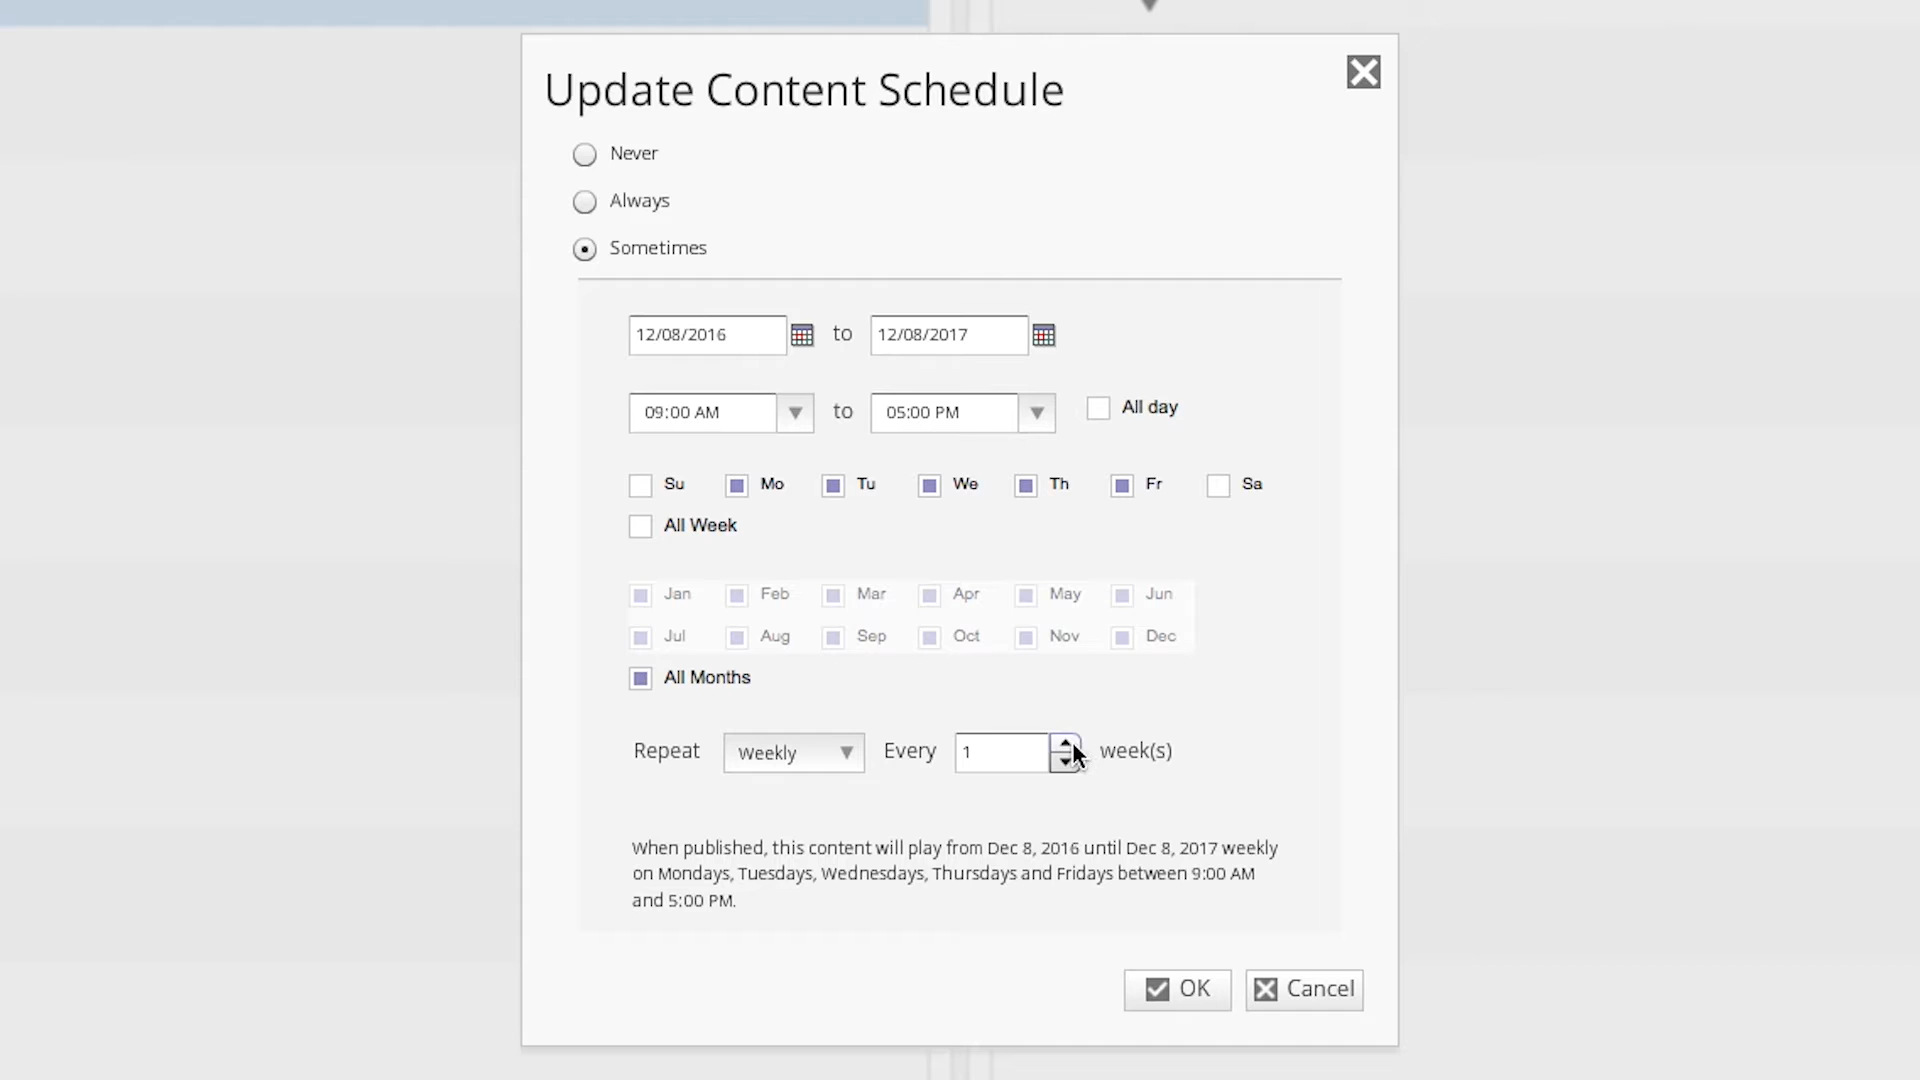 Update Content Schedule
Never
Always
Sometimes
12/08/2016 to 12/08/2017
09:00 AM to 05:00 PM All day
Su Mo Tu We Th Fr Sa
All Week
Jan Feb Mar Apr May Jun
Jul Aug Sep Oct Nov Dec
All Months
Repeat Weekly Every 1 week(s)
When published, this content will play from Dec 8, 2016 until Dec 8, 2017 weekly
on Mondays, Tuesdays, Wednesdays, Thursdays and Fridays between 9:00 AM
and 5:00 PM.
OK Cancel